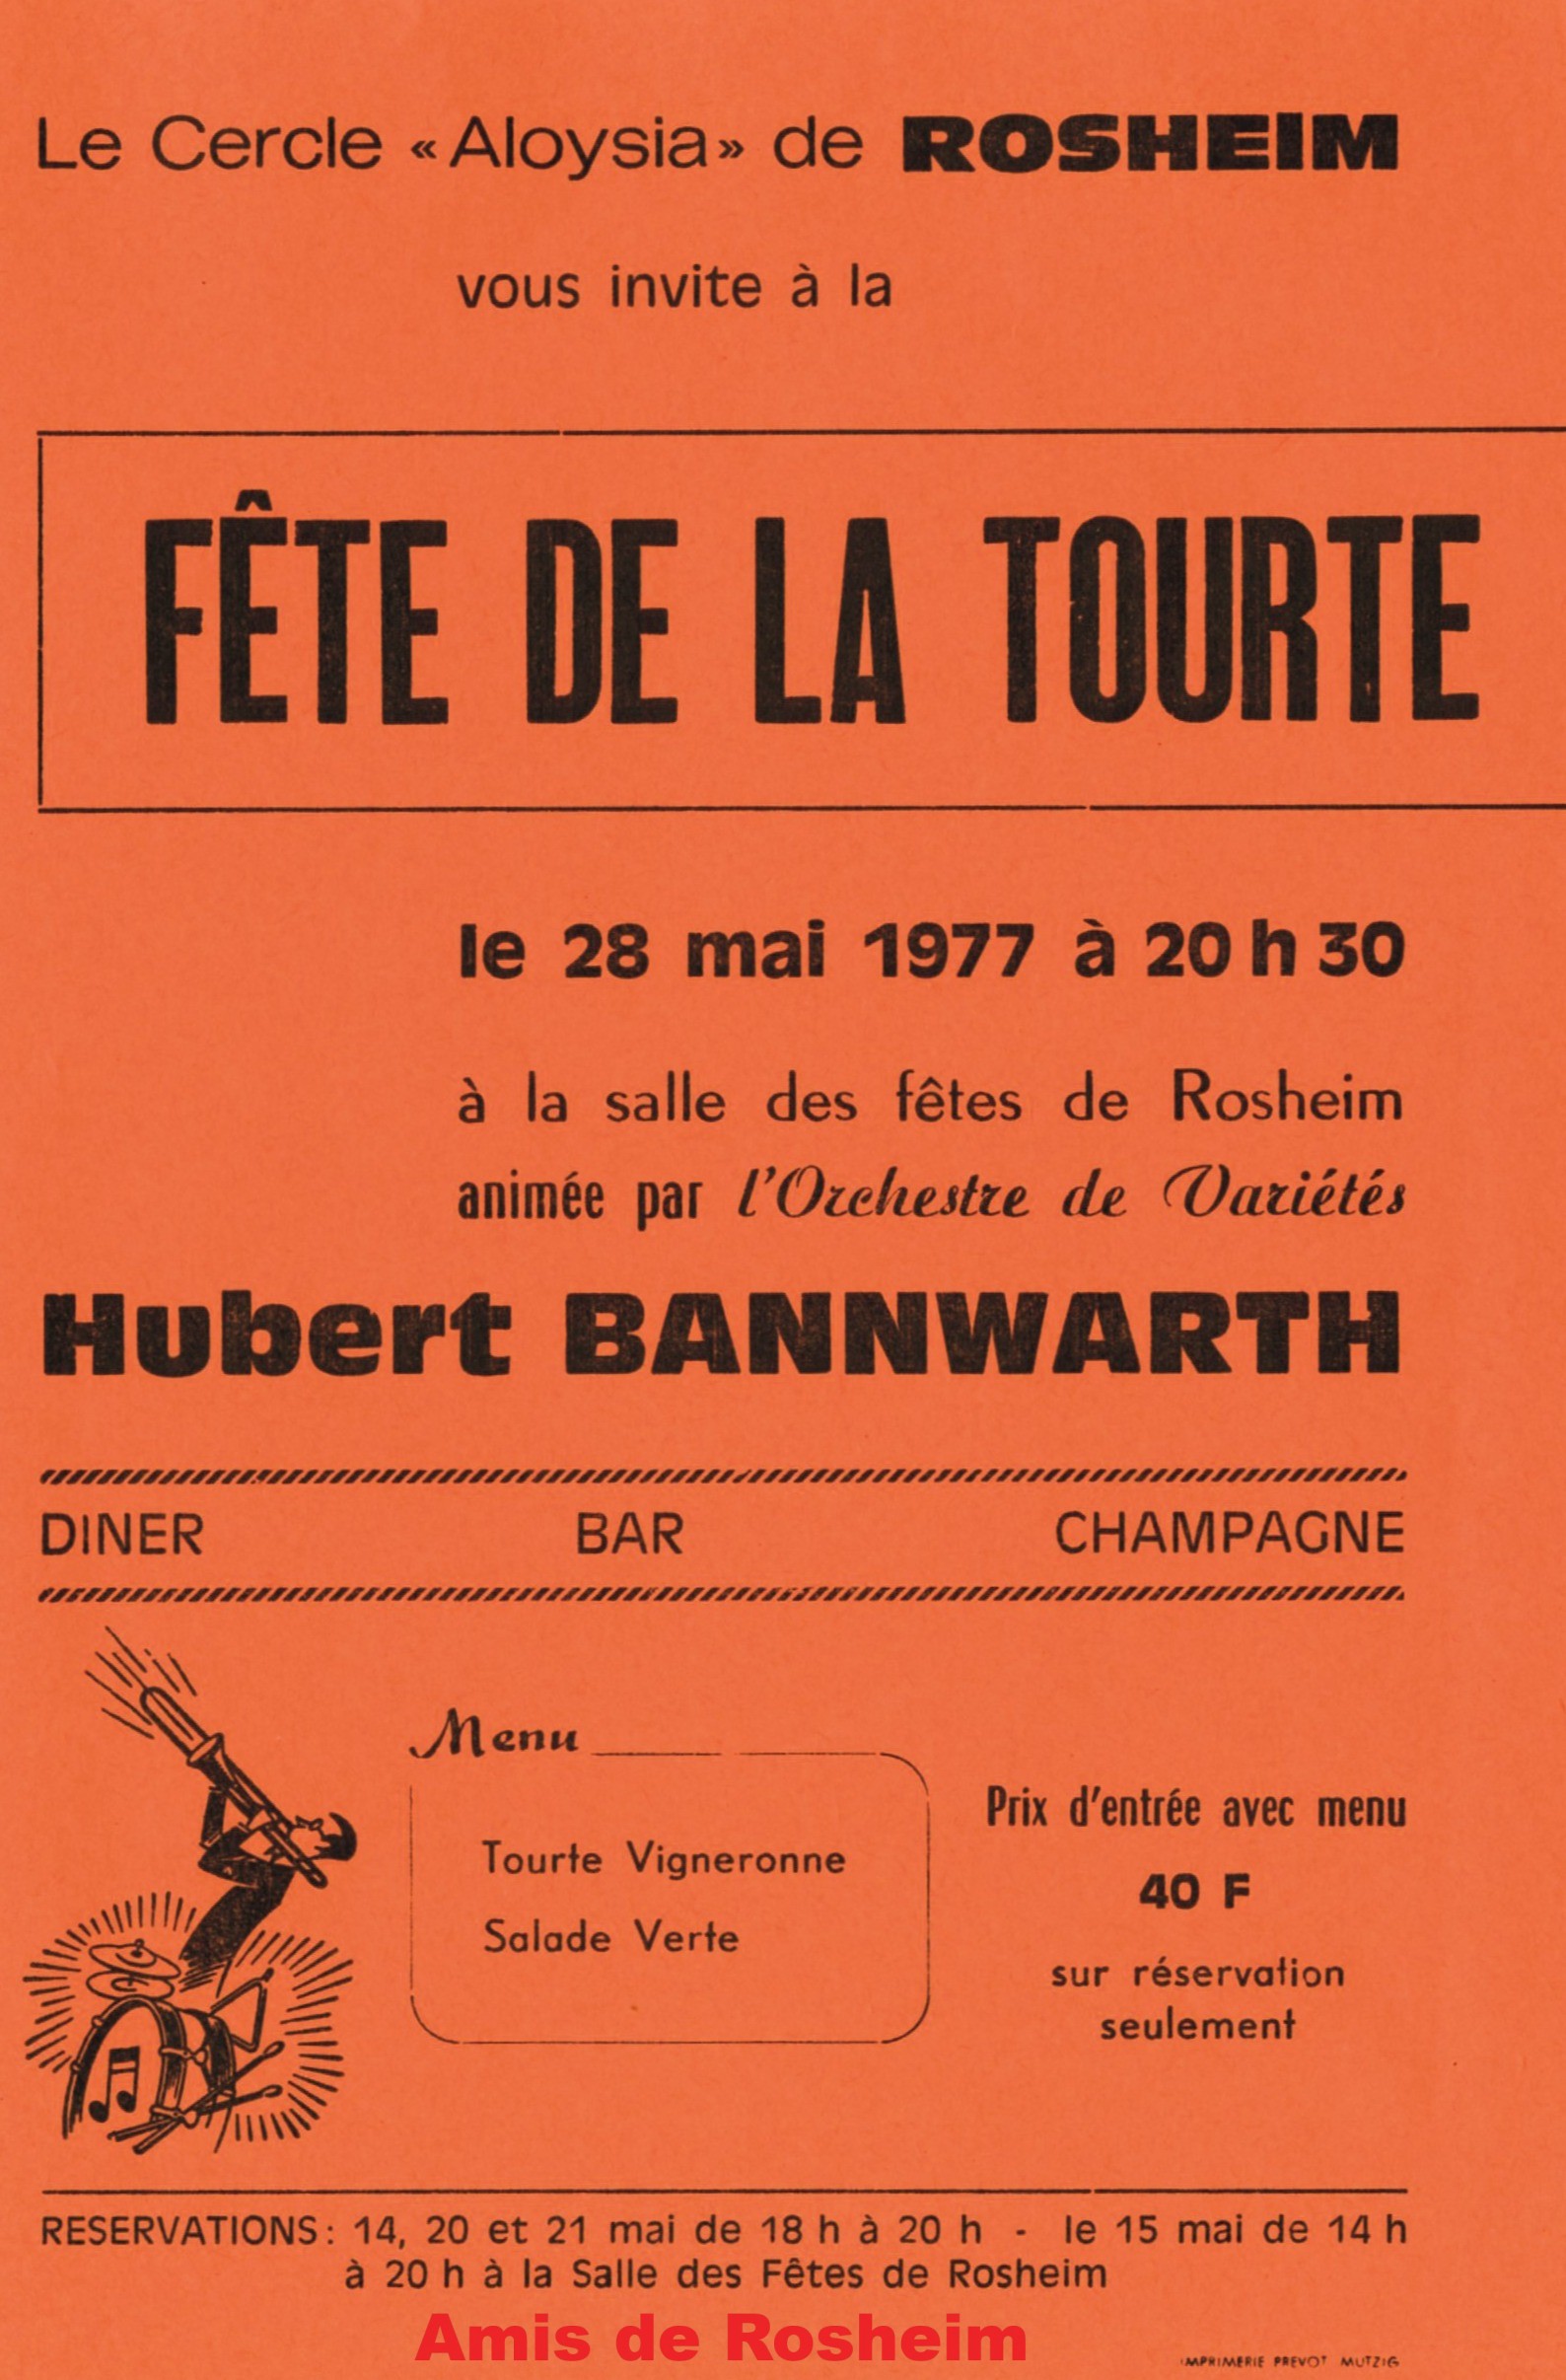 Le Cercle «Aloysia» de ROSHEIM
vous invite à la
FÊTE DE LA TOURTE
le 28 mai 1977 à 20 h 30
à la salle des fêtes de Rosheim
animée par l'Orchestre de Variétés
Hubert BANNWARTH
DINER BAR CHAMPAGNE
Menu
Tourte Vigneronne
Salade Verte
Prix d'entrée avec menu
40 F
sur réservation
seulement
RESERVATIONS: 14, 20 et 21 mai de 18 h à 20 h - le 15 mai de 14 h
à 20 h à la Salle des Fêtes de Rosheim
Amis de Rosheim
IMPRIMERIE PREVOT MUTZIG